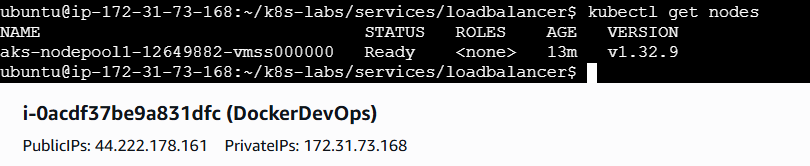 ubuntu@ip-172-31-73-168:~/k8s-labs/services/loadbalancer$ kubectl get nodes
NAME STATUS ROLES AGE VERSION
aks-nodepool1-12649882-vmss000000 Ready <none> 13m v1.32.9
ubuntu@ip-172-31-73-168:~/k8s-labs/services/loadbalancer$
i-0acdf37be9a831dfc (DockerDevOps)
PublicIPs: 44.222.178.161 PrivateIPs: 172.31.73.168